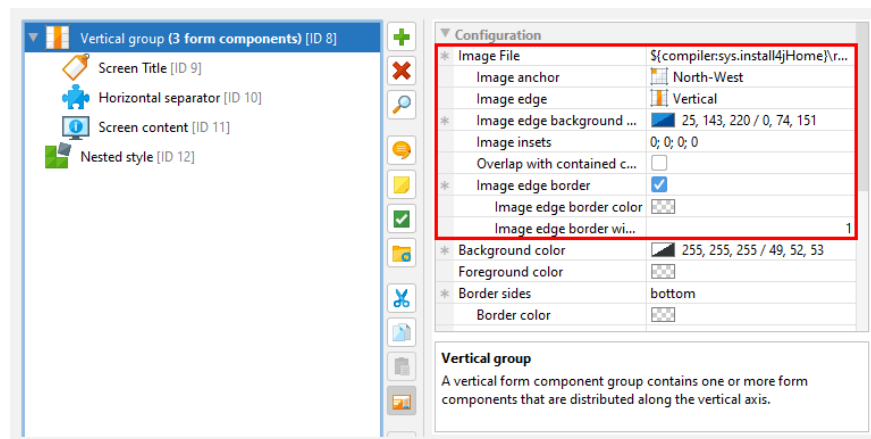 Vertical group (3 form components) [ID 8]
Screen Title [ID 9]
Horizontal separator [ID 10]
Screen content [ID 11]
Nested style [ID 12]
Configuration
Image File ${compiler:sys.install4jHome}\r...
Image anchor North-West
Image edge Vertical
Image edge background ... 25, 143, 220 / 0, 74, 151
Image insets 0; 0; 0; 0
Overlap with contained c...
Image edge border
Image edge border color
Image edge border wi... 1
Background color 255, 255, 255 / 49, 52, 53
Foreground color
Border sides bottom
Border color
Vertical group
A vertical form component group contains one or more form
components that are distributed along the vertical axis.